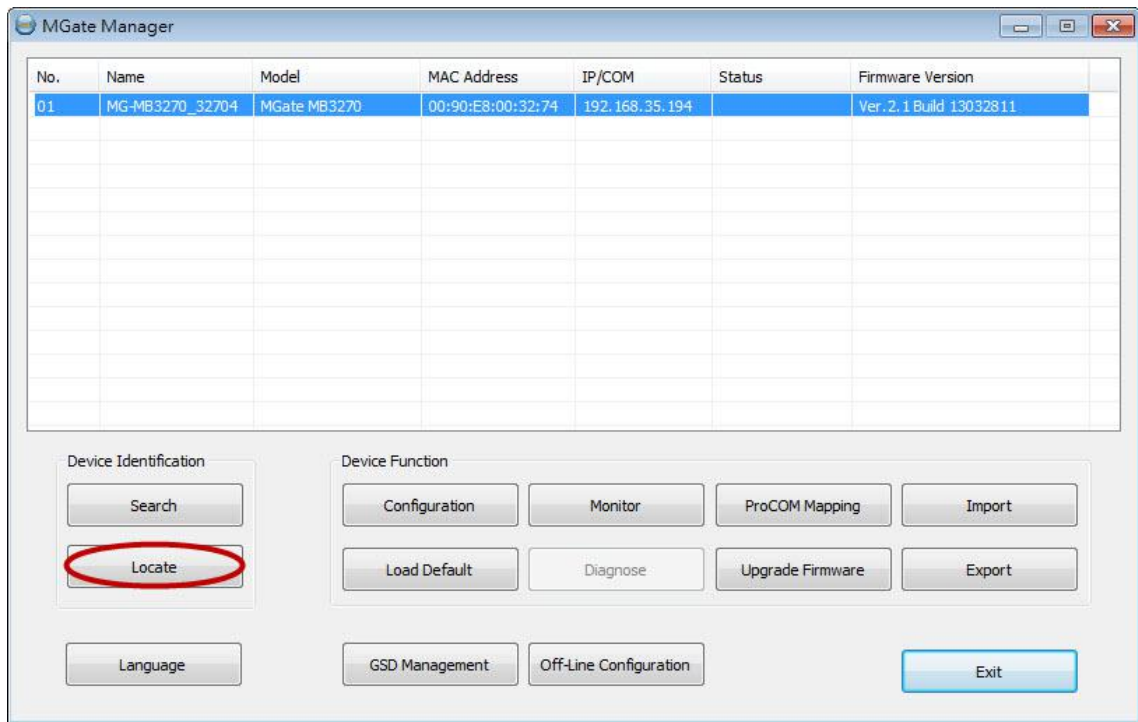 MGate Manager
No. Name Model MAC Address IP/COM Status Firmware Version
01 MG-MB3270_32704 MGate MB3270 00:90:E8:00:32:74 192.168.35.194 Ver.2.1 Build 13032811
Device Identification Device Function
Search Configuration Monitor ProCOM Mapping Import
Locate Load Default Diagnose Upgrade Firmware Export
Language GSD Management Off-Line Configuration Exit